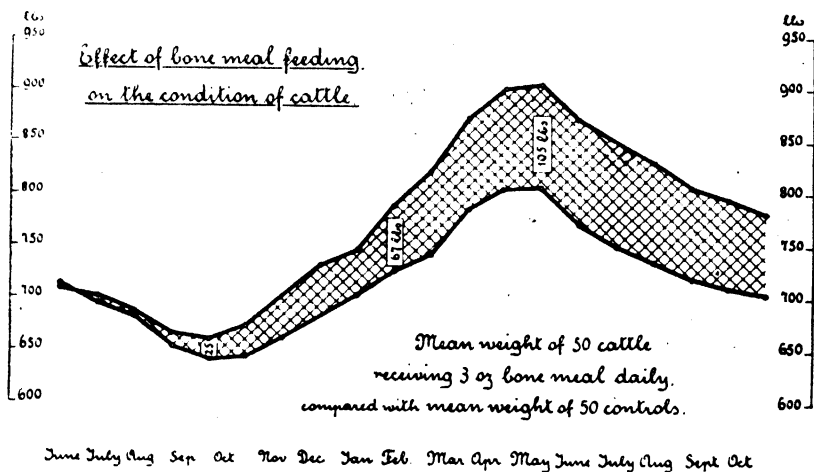 lbs
lbs
950
950
Effect of bone meal feeding.
on the condition of cattle.
900
900
850
850
105 lbs
800
800
67 lbs
750
750
700
700
Mean weight of 50 cattle
receiving 3 oz bone meal daily.
compared with mean weight of 50 controls.
650
25
650
600
600
June July Aug Sep Oct Nov Dec Jan Feb. Mar Apr May June July Aug Sept Oct